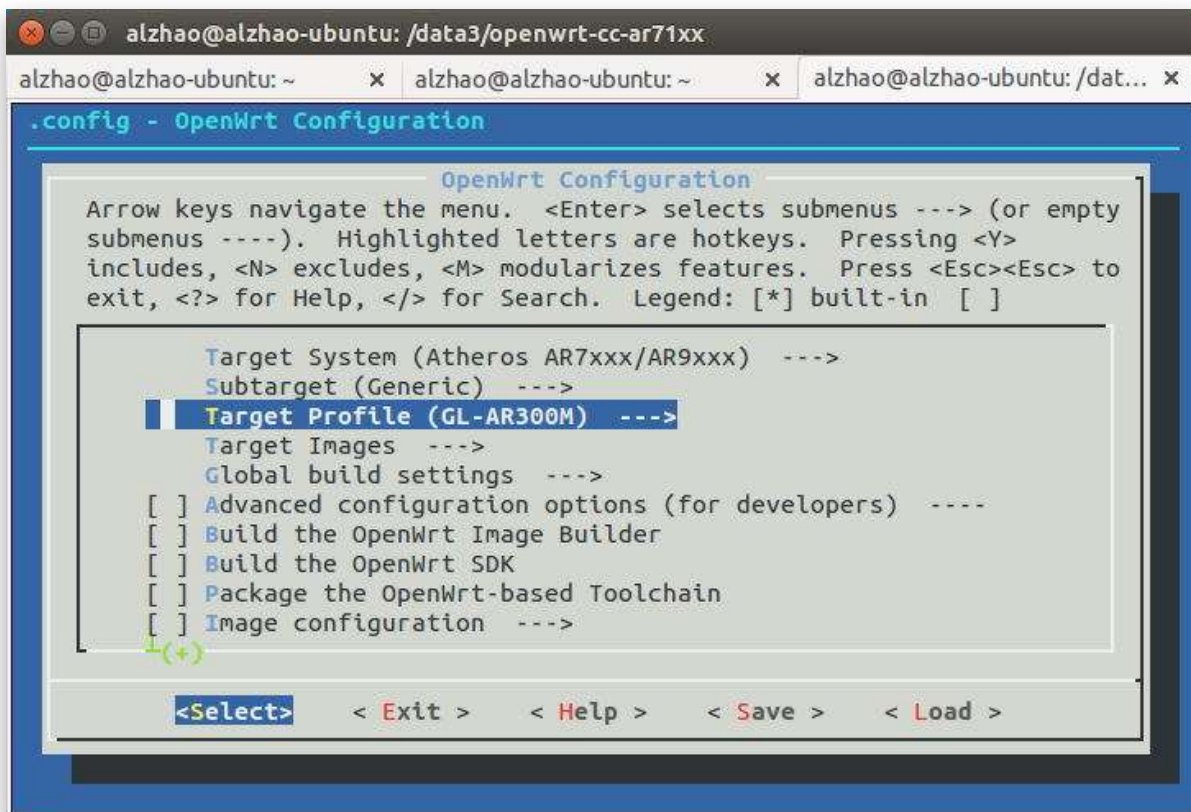 alzhao@alzhao-ubuntu: /data3/openwrt-cc-ar71xx
alzhao@alzhao-ubuntu: ~ × alzhao@alzhao-ubuntu: ~ × alzhao@alzhao-ubuntu: /dat... ×
.config - OpenWrt Configuration
OpenWrt Configuration
Arrow keys navigate the menu. <Enter> selects submenus ---> (or empty
submenus ----). Highlighted letters are hotkeys. Pressing <Y>
includes, <N> excludes, <M> modularizes features. Press <Esc><Esc> to
exit, <?> for Help, </> for Search. Legend: [*] built-in [ ]
Target System (Atheros AR7xxx/AR9xxx) --->
Subtarget (Generic) --->
Target Profile (GL-AR300M) --->
Target Images --->
Global build settings --->
[ ] Advanced configuration options (for developers) ----
[ ] Build the OpenWrt Image Builder
[ ] Build the OpenWrt SDK
[ ] Package the OpenWrt-based Toolchain
[ ] Image configuration --->
┴(+)
<Select> < Exit > < Help > < Save > < Load >